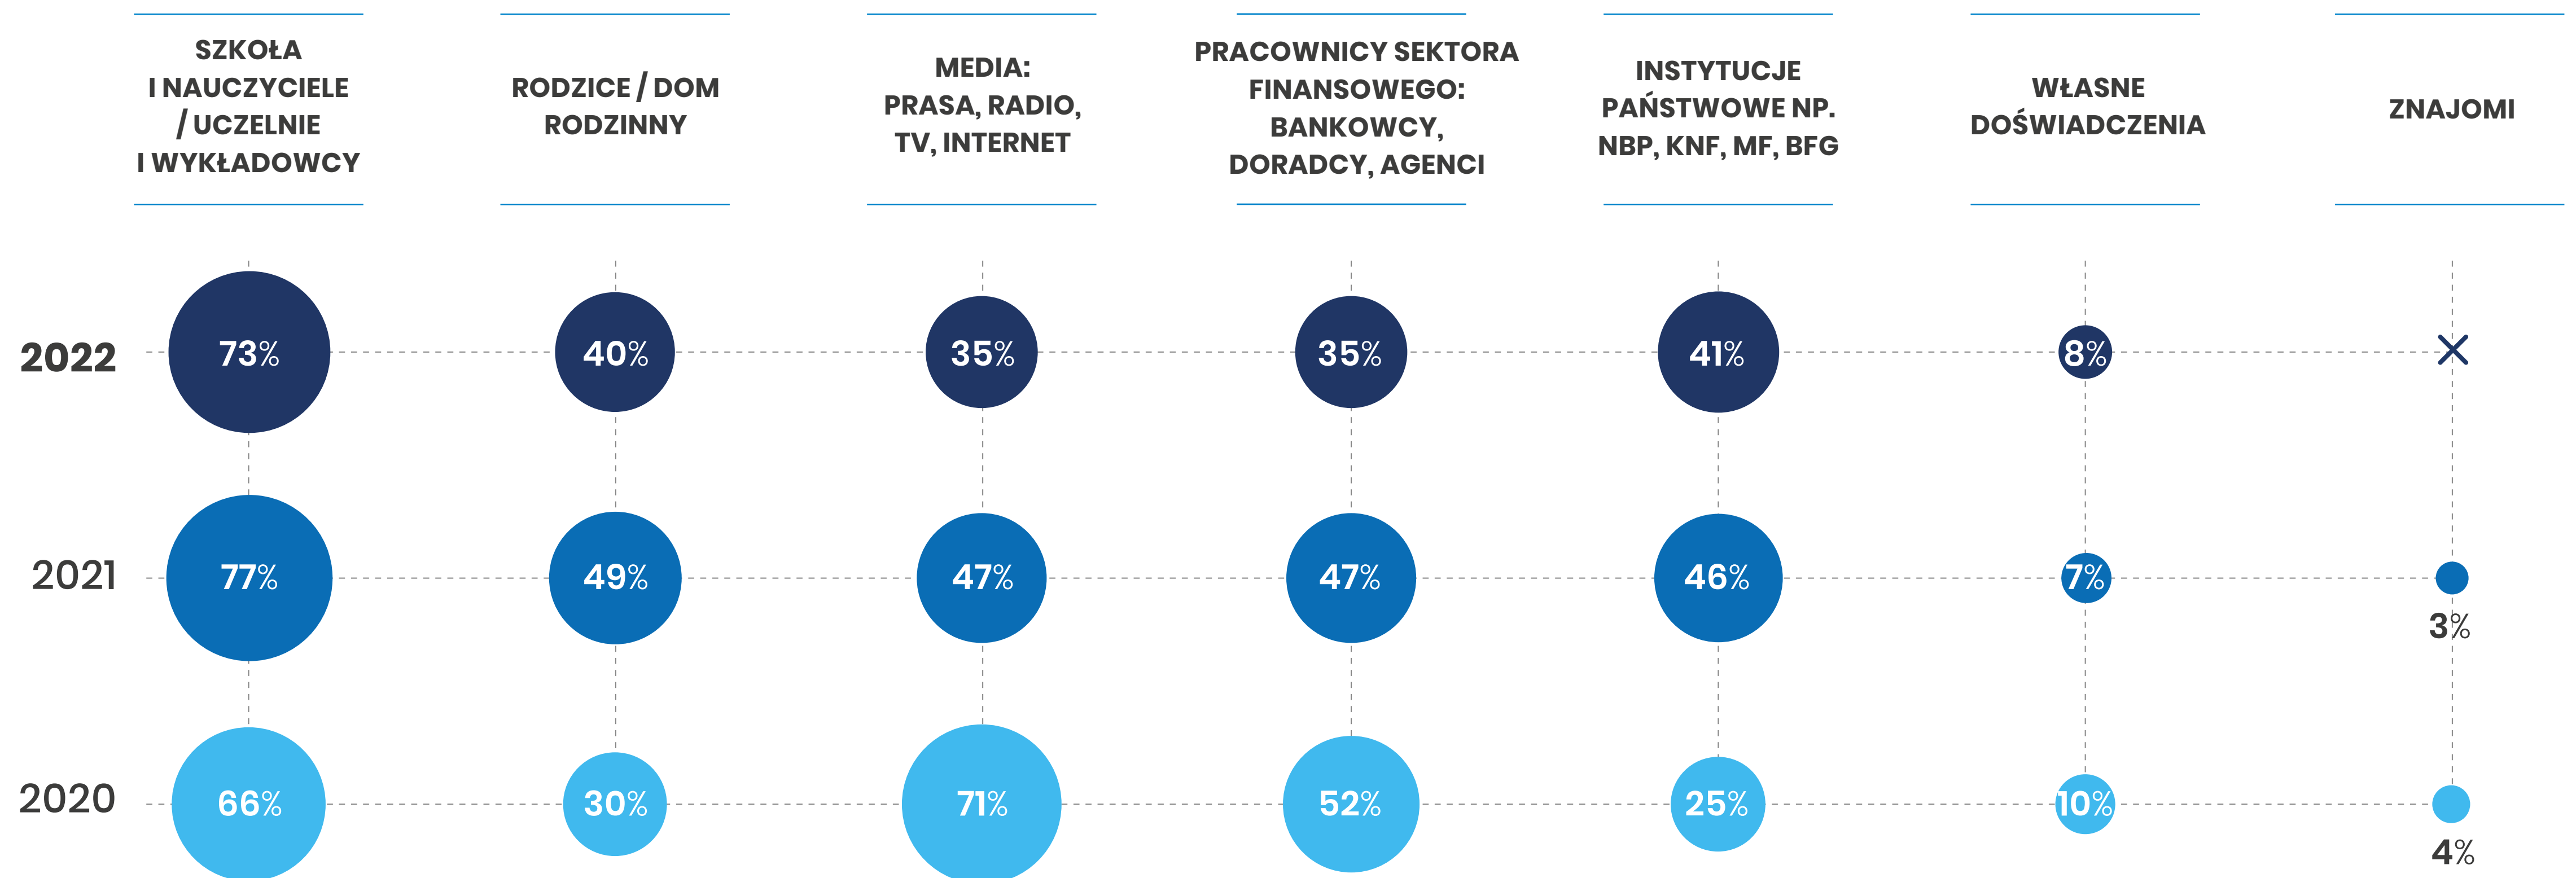 SZKOŁA
I NAUCZYCIELE
/ UCZELNIE
I WYKŁADOWCY
RODZICE / DOM
RODZINNY
MEDIA:
PRASA, RADIO,
TV, INTERNET
PRACOWNICY SEKTORA
FINANSOWEGO:
BANKOWCY,
DORADCY, AGENCI
INSTYTUCJE
PAŃSTWOWE NP.
NBP, KNF, MF, BFG
WŁASNE
DOŚWIADCZENIA
ZNAJOMI
2022 73% 40% 35% 35% 41% 8%
2021 77% 49% 47% 47% 46% 7% 3%
2020 66% 30% 71% 52% 25% 10% 4%